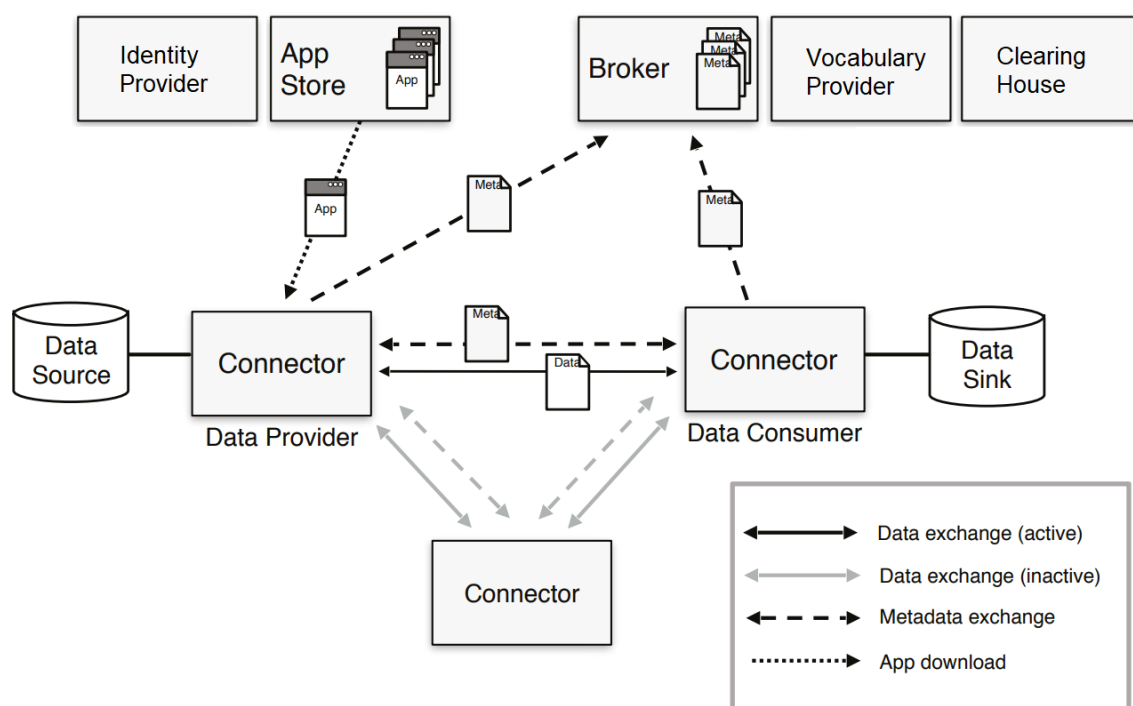 Identity
Provider
App
Store
App
Broker
Meta
Meta
Meta
Vocabulary
Provider
Clearing
House
App
Meta
Meta
Data
Source
Connector
Data Provider
Meta
Data
Connector
Data Consumer
Data
Sink
Connector
Data exchange (active)
Data exchange (inactive)
Metadata exchange
App download